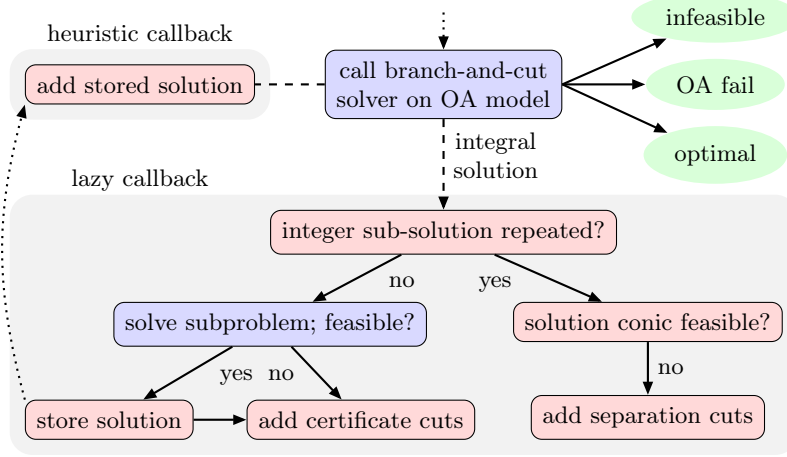 heuristic callback
add stored solution
call branch-and-cut
solver on OA model
infeasible
OA fail
optimal
integral
solution
lazy callback
integer sub-solution repeated?
no
yes
solve subproblem; feasible?
solution conic feasible?
yes
no
no
store solution
add certificate cuts
add separation cuts